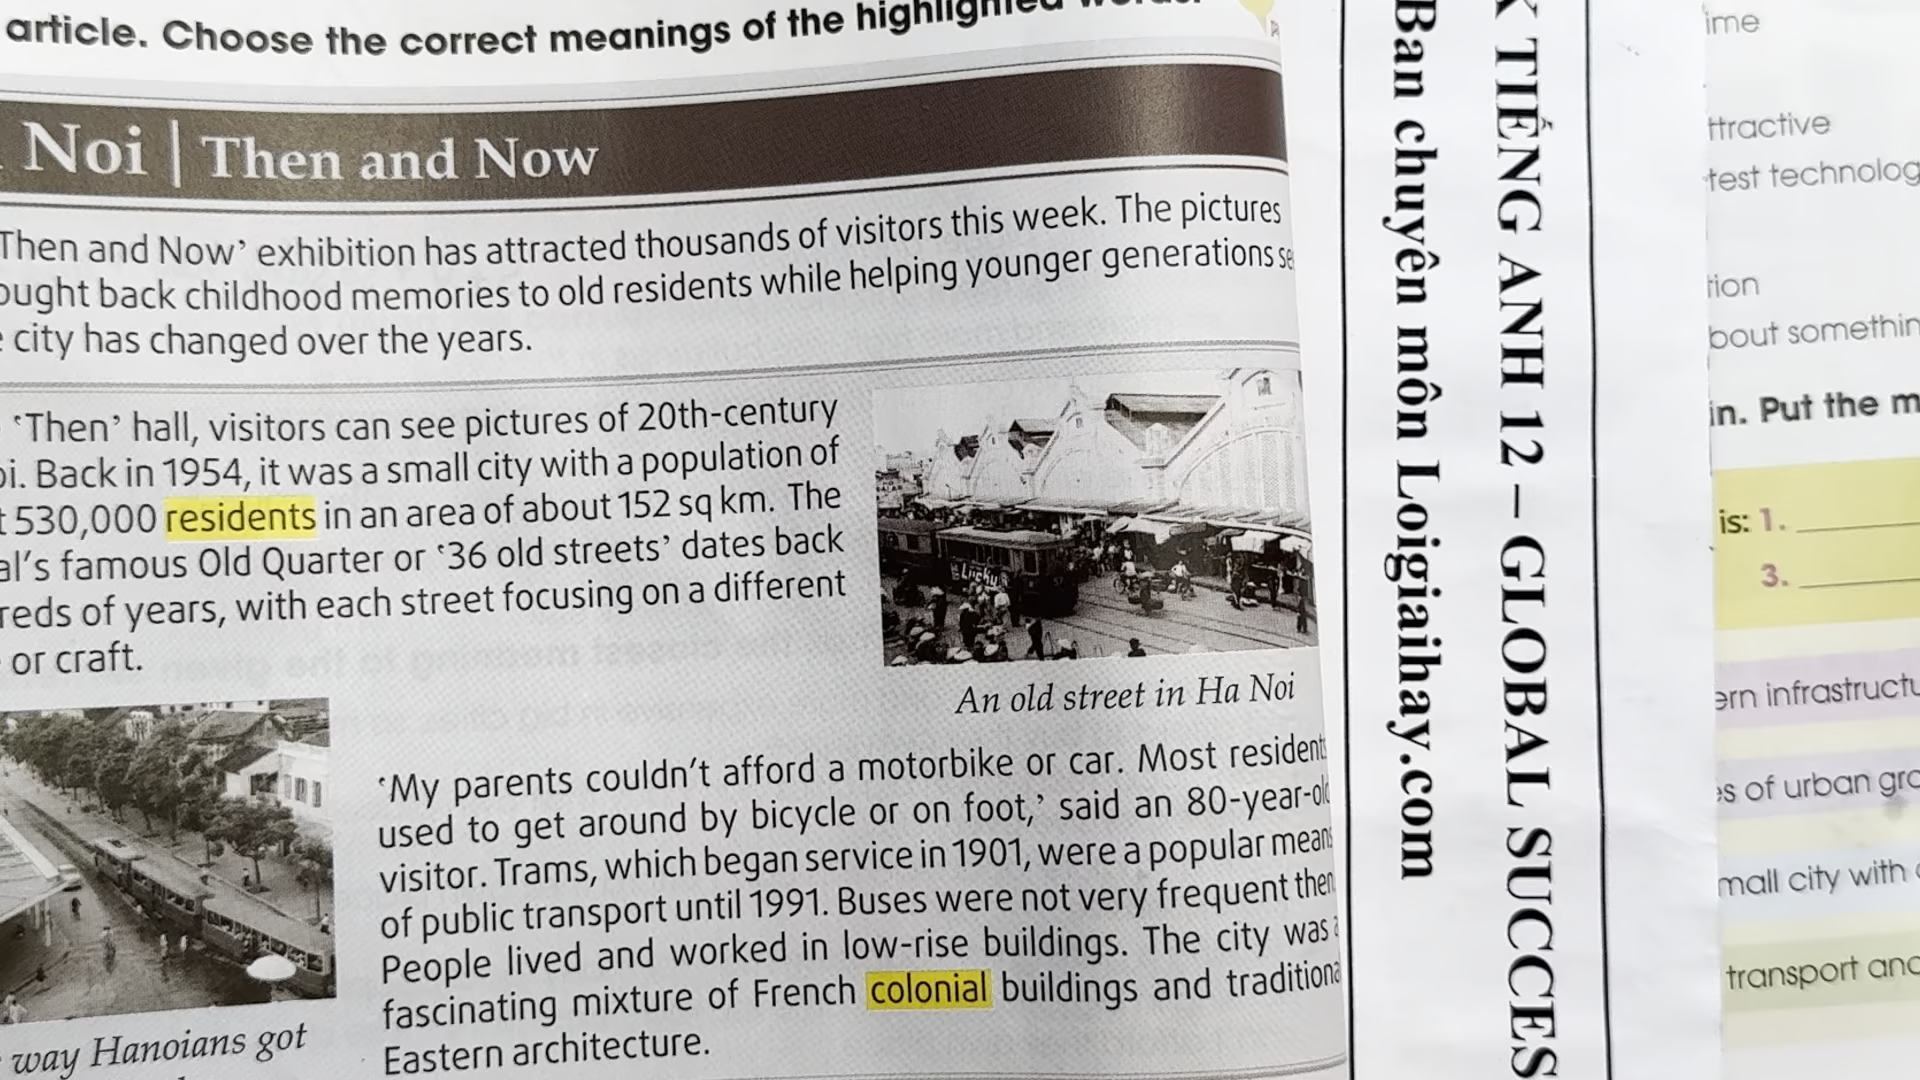 article. Choose the correct meanings of the highlighted words.
Noi | Then and Now
Then and Now' exhibition has attracted thousands of visitors this week. The pictures
ought back childhood memories to old residents while helping younger generations se
city has changed over the years.
'Then' hall, visitors can see pictures of 20th-century
oi. Back in 1954, it was a small city with a population of
t 530,000 residents in an area of about 152 sq km. The
al's famous Old Quarter or '36 old streets' dates back
reds of years, with each street focusing on a different
or craft.
Lucky
An old street in Ha Noi
'My parents couldn't afford a motorbike or car. Most resident
used to get around by bicycle or on foot,' said an 80-year-old
visitor. Trams, which began service in 1901, were a popular means
of public transport until 1991. Buses were not very frequent then
People lived and worked in low-rise buildings. The city was a
fascinating mixture of French colonial buildings and traditiona
Eastern architecture.
way Hanoians got
Ban chuyên môn Loigiaihay.com
K TIẾNG ANH 12 – GLOBAL SUCCES
ime
ttractive
test technolog
tion
bout somethin
in. Put the m
is: 1.
3.
ern infrastructu
es of urban gro
mall city with
transport and